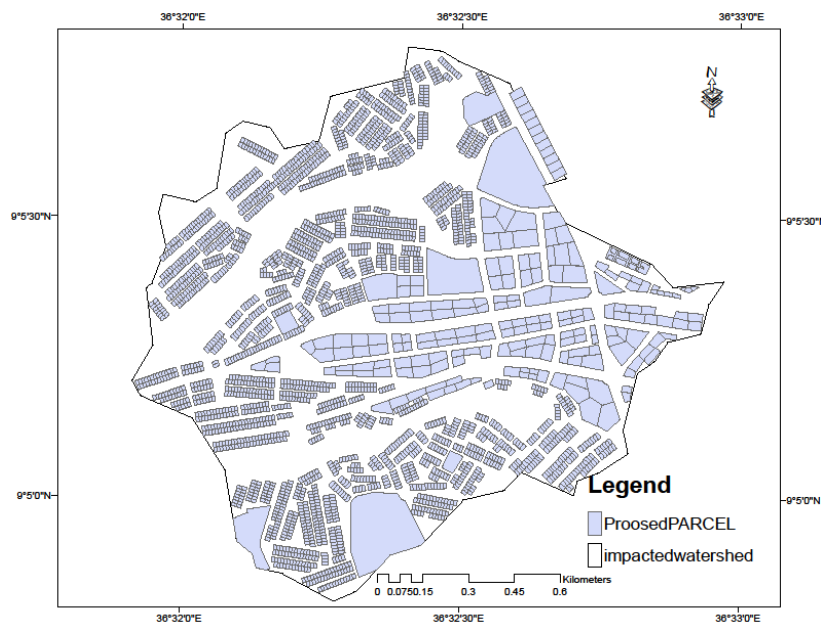 36°32'0"E 36°32'30"E 36°33'0"E
N
9°5'30"N 9°5'30"N
9°5'0"N 9°5'0"N
Legend
ProosedPARCEL
impactedwatershed
Kilometers
0 0.0750.15 0.3 0.45 0.6
36°32'0"E 36°32'30"E 36°33'0"E